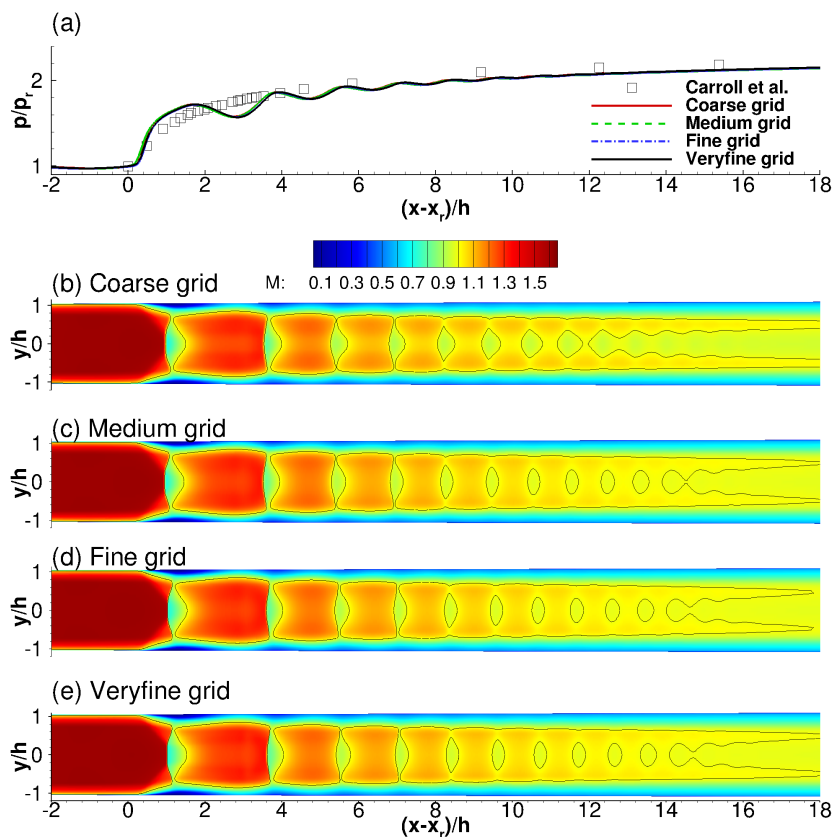 (a)
p/p_r
2
1
Carroll et al.
Coarse grid
Medium grid
Fine grid
Veryfine grid
-2 0 2 4 6 8 10 12 14 16 18
(x-x_r)/h
M: 0.1 0.3 0.5 0.7 0.9 1.1 1.3 1.5
(b) Coarse grid
y/h
1
0
-1
(c) Medium grid
y/h
1
0
-1
(d) Fine grid
y/h
1
0
-1
(e) Veryfine grid
y/h
1
0
-1
-2 0 2 4 6 8 10 12 14 16 18
(x-x_r)/h